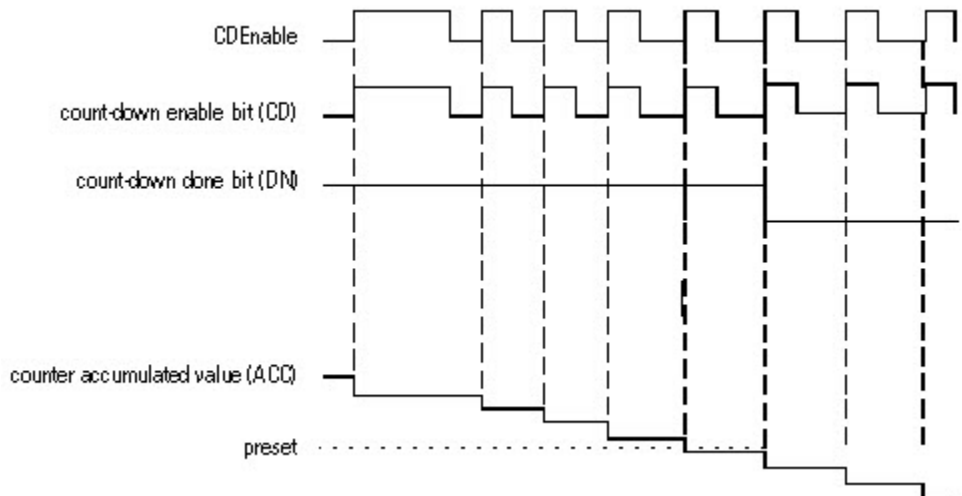 CDEnable
count-down enable bit (CD)
count-down done bit (DN)
counter accumulated value (ACC)
preset